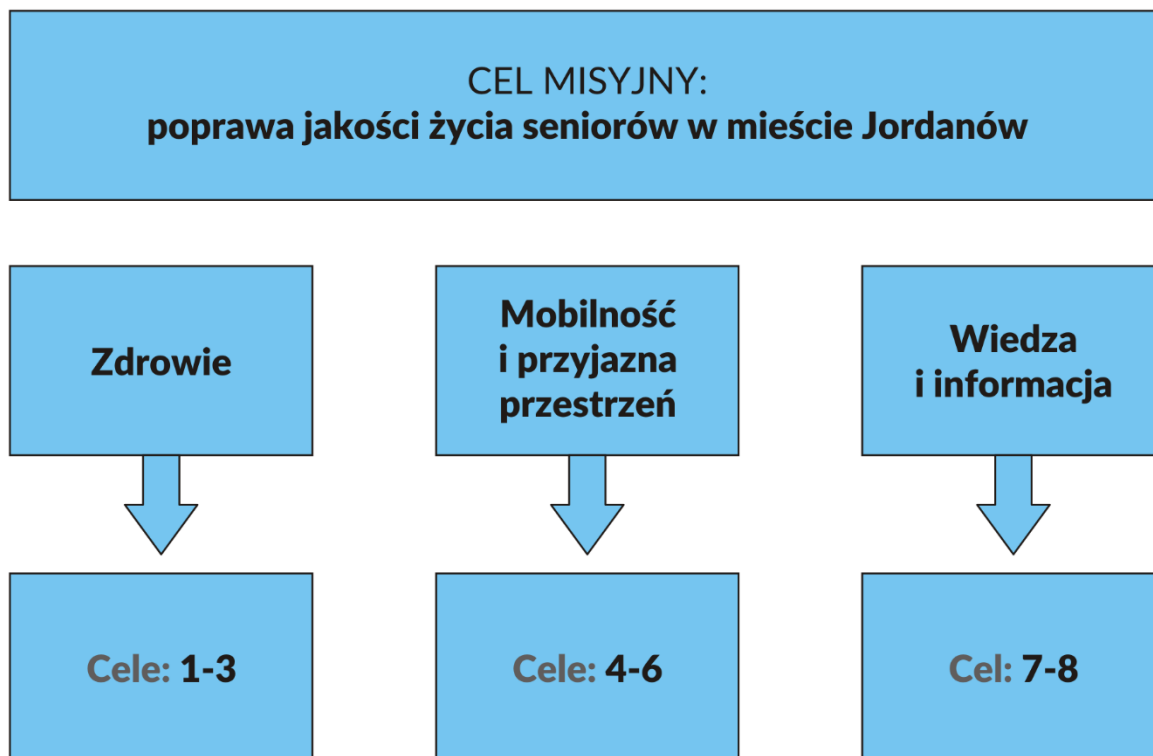 CEL MISYJNY:
poprawa jakości życia seniorów w mieście Jordanów
Zdrowie
Mobilność
i przyjazna
przestrzeń
Wiedza
i informacja
Cele: 1-3
Cele: 4-6
Cel: 7-8